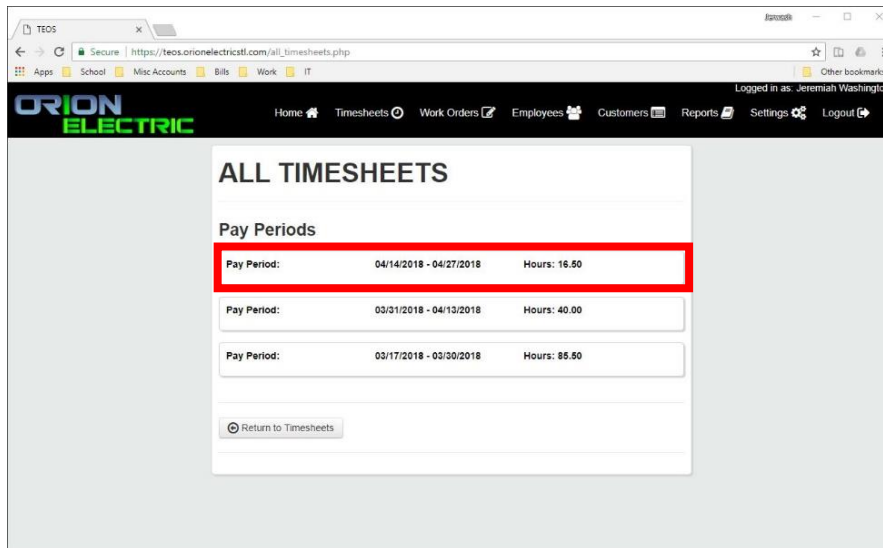 TEOS
Secure https://teos.orionelectricstl.com/all_timesheets.php
Apps School Misc Accounts Bills Work IT Other bookmarks
Logged in as: Jeremiah Washingto
ORION ELECTRIC
Home Timesheets Work Orders Employees Customers Reports Settings Logout
ALL TIMESHEETS
Pay Periods
Pay Period: 04/14/2018 - 04/27/2018 Hours: 16.50
Pay Period: 03/31/2018 - 04/13/2018 Hours: 40.00
Pay Period: 03/17/2018 - 03/30/2018 Hours: 85.50
Return to Timesheets